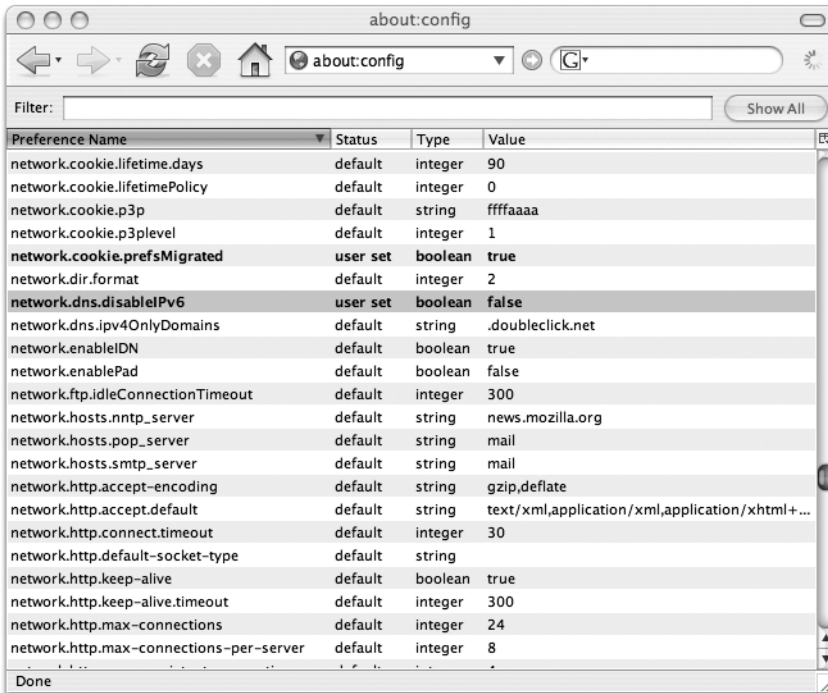 about:config
about:config G
Filter: Show All
Preference Name Status Type Value
network.cookie.lifetime.days default integer 90
network.cookie.lifetimePolicy default integer 0
network.cookie.p3p default string ffffaaaa
network.cookie.p3plevel default integer 1
network.cookie.prefsMigrated user set boolean true
network.dir.format default integer 2
network.dns.disableIPv6 user set boolean false
network.dns.ipv4OnlyDomains default string .doubleclick.net
network.enableIDN default boolean true
network.enablePad default boolean false
network.ftp.idleConnectionTimeout default integer 300
network.hosts.nntp_server default string news.mozilla.org
network.hosts.pop_server default string mail
network.hosts.smtp_server default string mail
network.http.accept-encoding default string gzip,deflate
network.http.accept.default default string text/xml,application/xml,application/xhtml+...
network.http.connect.timeout default integer 30
network.http.default-socket-type default string
network.http.keep-alive default boolean true
network.http.keep-alive.timeout default integer 300
network.http.max-connections default integer 24
network.http.max-connections-per-server default integer 8
Done